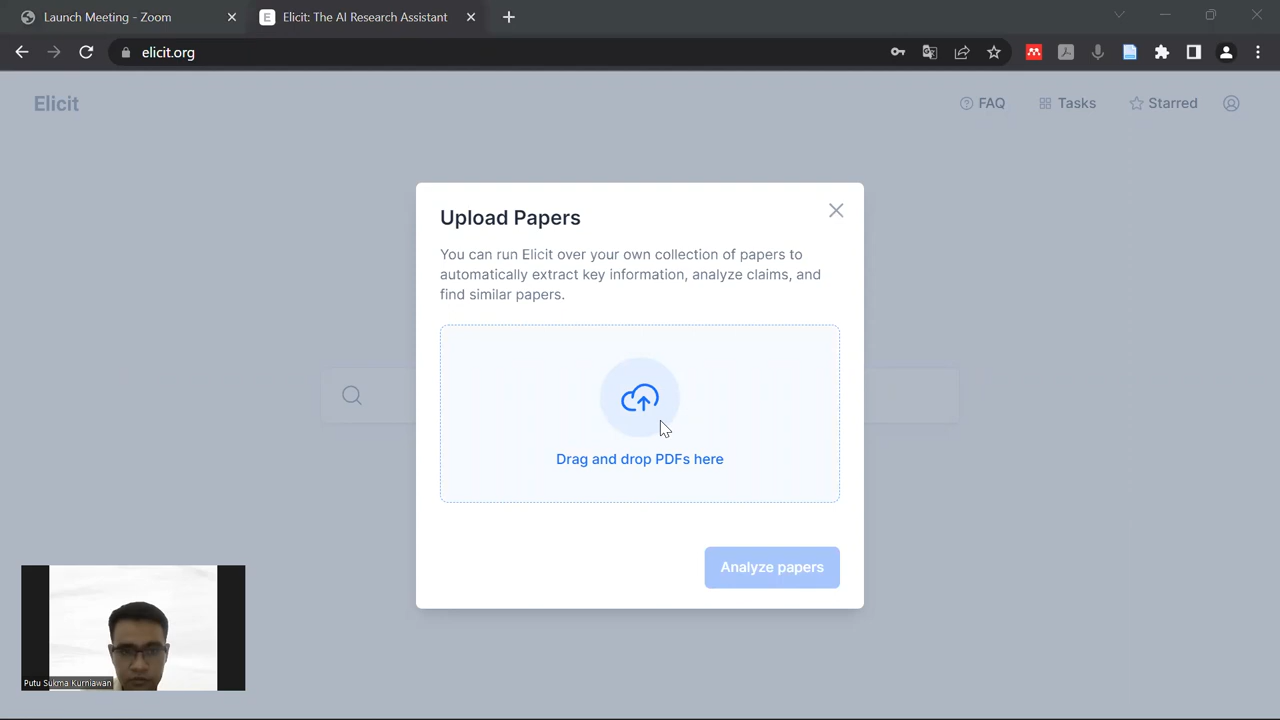 Launch Meeting - Zoom
E Elicit: The AI Research Assistant
elicit.org
Elicit
FAQ
Tasks
Starred
Upload Papers
You can run Elicit over your own collection of papers to
automatically extract key information, analyze claims, and
find similar papers.
Drag and drop PDFs here
Analyze papers
Putu Sukma Kurniawan